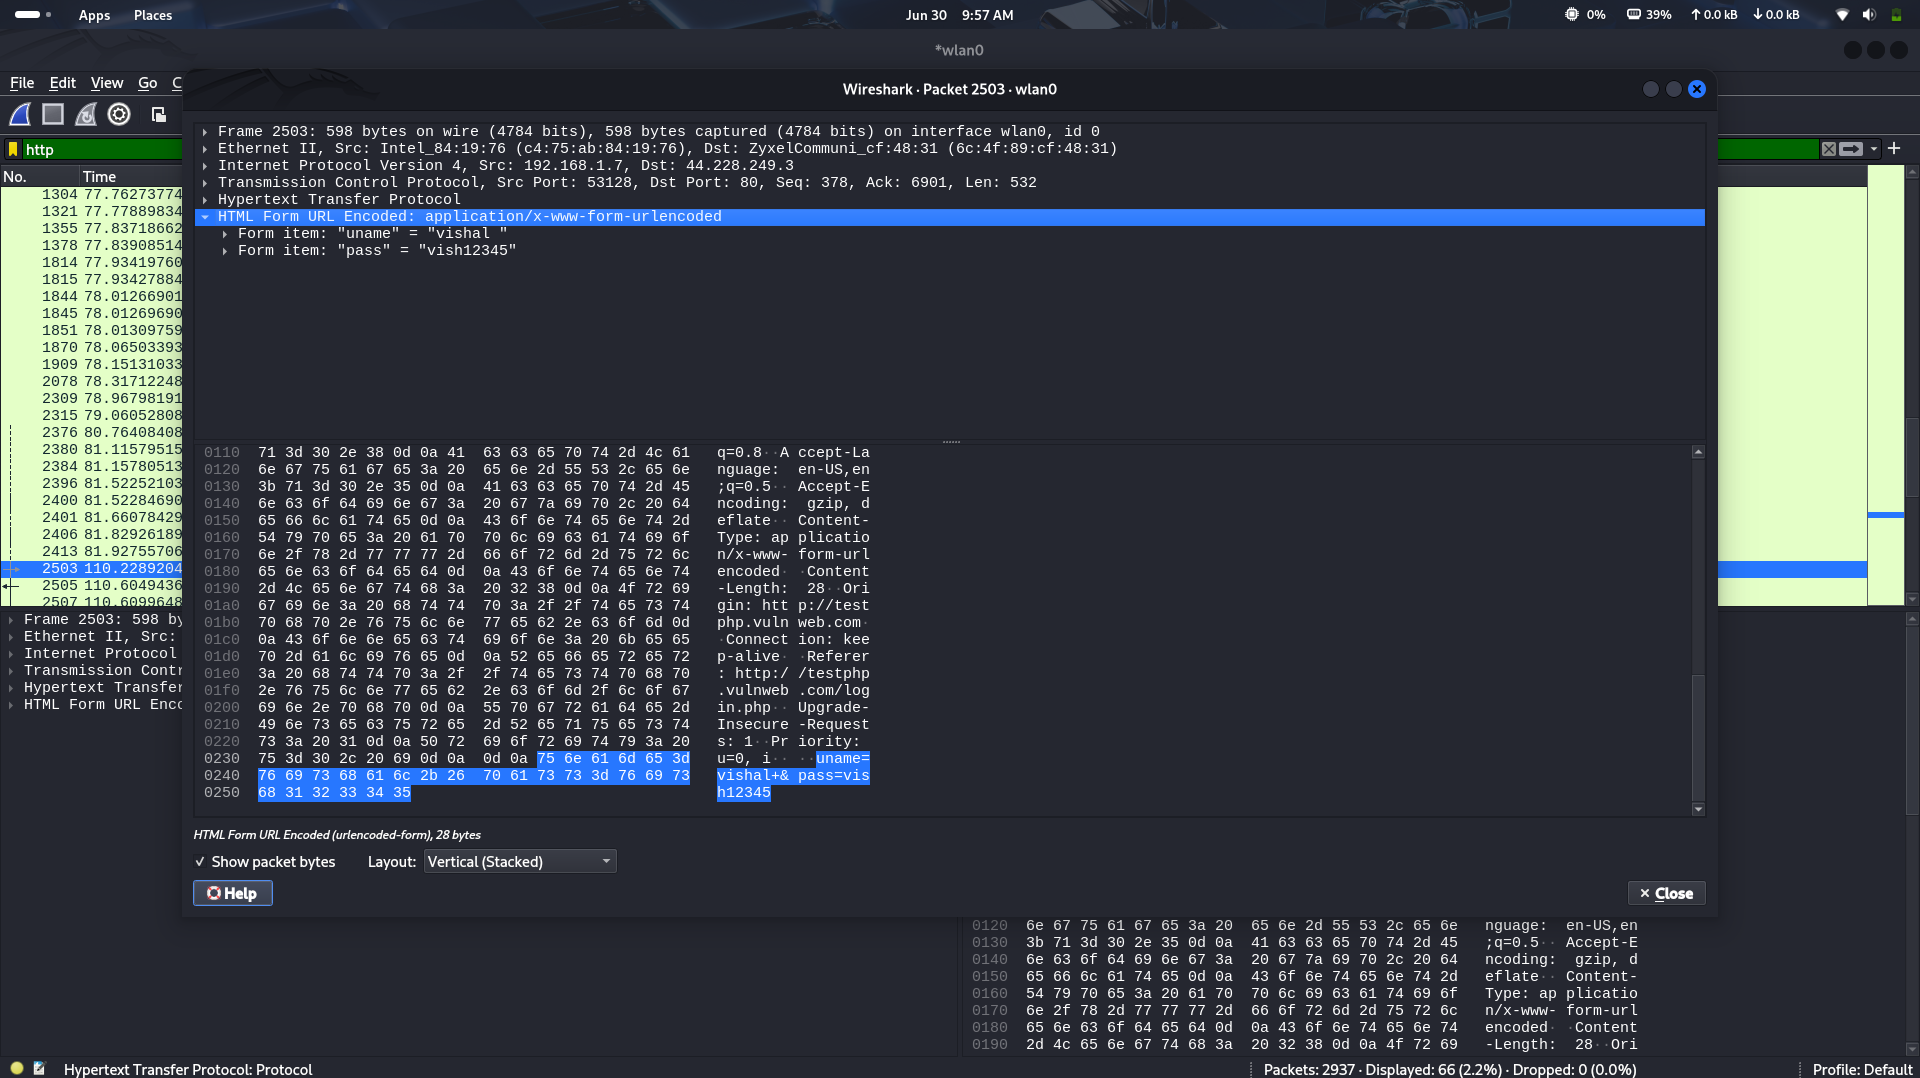 Apps Places Jun 30 9:57 AM 0% 39% ↑0.0 kB ↓0.0 kB
*wlan0
File Edit View Go C
Wireshark · Packet 2503 · wlan0
http
No. Time
1304 77.76273774
1321 77.77889834
1355 77.83718662
1378 77.83908514
1814 77.93419760
1815 77.93427884
1844 78.01266901
1845 78.01269690
1851 78.01309759
1870 78.06503393
1909 78.15131033
2078 78.31712248
2309 78.96798191
2315 79.06052808
2376 80.76408408
2380 81.11579515
2384 81.15780513
2396 81.52252103
2400 81.52284690
2401 81.66078429
2406 81.82926189
2413 81.92755706
2503 110.2289204
2505 110.6049436
2507 110.6099648
Frame 2503: 598 by
Ethernet II, Src:
Internet Protocol
Transmission Contr
Hypertext Transfer
HTML Form URL Enco
Frame 2503: 598 bytes on wire (4784 bits), 598 bytes captured (4784 bits) on interface wlan0, id 0
Ethernet II, Src: Intel_84:19:76 (c4:75:ab:84:19:76), Dst: ZyxelCommuni_cf:48:31 (6c:4f:89:cf:48:31)
Internet Protocol Version 4, Src: 192.168.1.7, Dst: 44.228.249.3
Transmission Control Protocol, Src Port: 53128, Dst Port: 80, Seq: 378, Ack: 6901, Len: 532
Hypertext Transfer Protocol
HTML Form URL Encoded: application/x-www-form-urlencoded
Form item: "uname" = "vishal "
Form item: "pass" = "vish12345"
0110 71 3d 30 2e 38 0d 0a 41 63 63 65 70 74 2d 4c 61 q=0.8··A ccept-La
0120 6e 67 75 61 67 65 3a 20 65 6e 2d 55 53 2c 65 6e nguage: en-US,en
0130 3b 71 3d 30 2e 35 0d 0a 41 63 63 65 70 74 2d 45 ;q=0.5·· Accept-E
0140 6e 63 6f 64 69 6e 67 3a 20 67 7a 69 70 2c 20 64 ncoding: gzip, d
0150 65 66 6c 61 74 65 0d 0a 43 6f 6e 74 65 6e 74 2d eflate·· Content-
0160 54 79 70 65 3a 20 61 70 70 6c 69 63 61 74 69 6f Type: ap plicatio
0170 6e 2f 78 2d 77 77 77 2d 66 6f 72 6d 2d 75 72 6c n/x-www- form-url
0180 65 6e 63 6f 64 65 64 0d 0a 43 6f 6e 74 65 6e 74 encoded· ·Content
0190 2d 4c 65 6e 67 74 68 3a 20 32 38 0d 0a 4f 72 69 -Length: 28··Ori
01a0 67 69 6e 3a 20 68 74 74 70 3a 2f 2f 74 65 73 74 gin: htt p://test
01b0 70 68 70 2e 76 75 6c 6e 77 65 62 2e 63 6f 6d 0d php.vuln web.com·
01c0 0a 43 6f 6e 6e 65 63 74 69 6f 6e 3a 20 6b 65 65 ·Connect ion: kee
01d0 70 2d 61 6c 69 76 65 0d 0a 52 65 66 65 72 65 72 p-alive· ·Referer
01e0 3a 20 68 74 74 70 3a 2f 2f 74 65 73 74 70 68 70 : http:/ /testphp
01f0 2e 76 75 6c 6e 77 65 62 2e 63 6f 6d 2f 6c 6f 67 .vulnweb .com/log
0200 69 6e 2e 70 68 70 0d 0a 55 70 67 72 61 64 65 2d in.php·· Upgrade-
0210 49 6e 73 65 63 75 72 65 2d 52 65 71 75 65 73 74 Insecure -Request
0220 73 3a 20 31 0d 0a 50 72 69 6f 72 69 74 79 3a 20 s: 1··Pr iority:
0230 75 3d 30 2c 20 69 0d 0a 0d 0a 75 6e 61 6d 65 3d u=0, i·· ··uname=
0240 76 69 73 68 61 6c 2b 26 70 61 73 73 3d 76 69 73 vishal+& pass=vis
0250 68 31 32 33 34 35 h12345
HTML Form URL Encoded (urlencoded-form), 28 bytes
✓ Show packet bytes Layout: Vertical (Stacked)
Help × Close
0120 6e 67 75 61 67 65 3a 20 65 6e 2d 55 53 2c 65 6e nguage: en-US,en
0130 3b 71 3d 30 2e 35 0d 0a 41 63 63 65 70 74 2d 45 ;q=0.5·· Accept-E
0140 6e 63 6f 64 69 6e 67 3a 20 67 7a 69 70 2c 20 64 ncoding: gzip, d
0150 65 66 6c 61 74 65 0d 0a 43 6f 6e 74 65 6e 74 2d eflate·· Content-
0160 54 79 70 65 3a 20 61 70 70 6c 69 63 61 74 69 6f Type: ap plicatio
0170 6e 2f 78 2d 77 77 77 2d 66 6f 72 6d 2d 75 72 6c n/x-www- form-url
0180 65 6e 63 6f 64 65 64 0d 0a 43 6f 6e 74 65 6e 74 encoded· ·Content
0190 2d 4c 65 6e 67 74 68 3a 20 32 38 0d 0a 4f 72 69 -Length: 28··Ori
Hypertext Transfer Protocol: Protocol Packets: 2937 · Displayed: 66 (2.2%) · Dropped: 0 (0.0%) Profile: Default